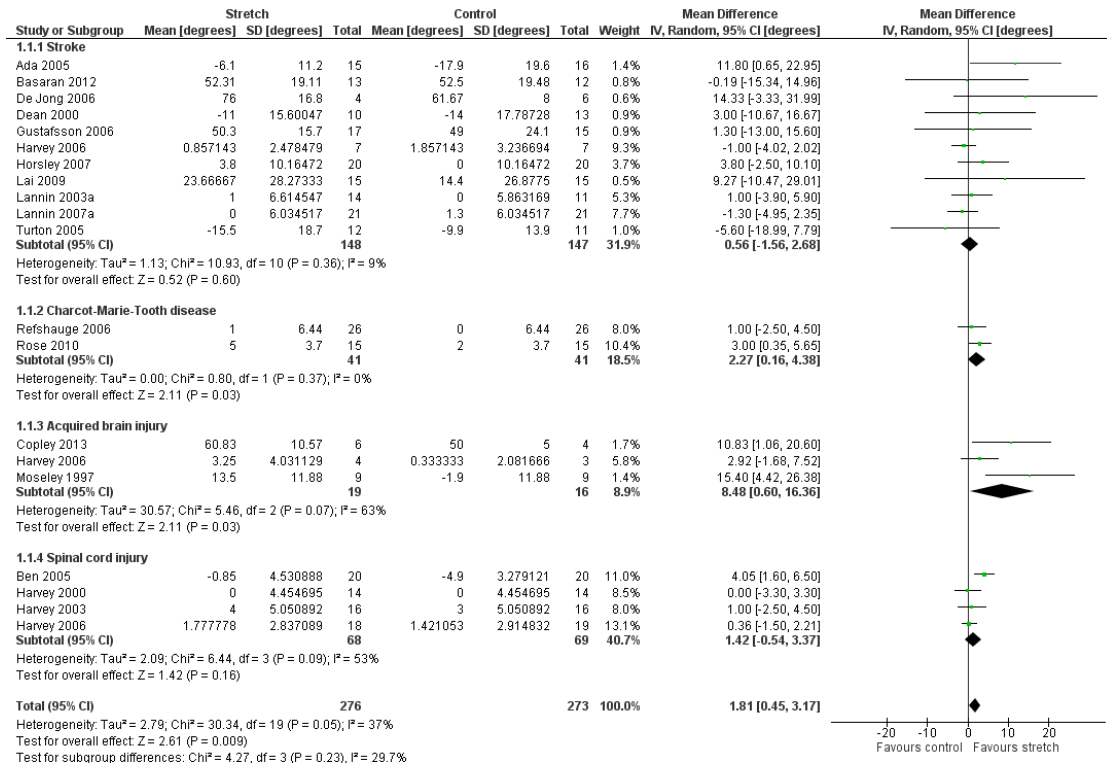 Stretch Control Mean Difference Mean Difference
Study or Subgroup Mean [degrees] SD [degrees] Total Mean [degrees] SD [degrees] Total Weight IV, Random, 95% CI [degrees] IV, Random, 95% CI [degrees]
1.1.1 Stroke
Ada 2005 -6.1 11.2 15 -17.9 19.6 16 1.4% 11.80 [0.65, 22.95]
Basaran 2012 52.31 19.11 13 52.5 19.48 12 0.8% -0.19 [-15.34, 14.96]
De Jong 2006 76 16.8 4 61.67 8 6 0.6% 14.33 [-3.33, 31.99]
Dean 2000 -11 15.60047 10 -14 17.78728 13 1.0% 3.00 [-10.67, 16.67]
Gustafsson 2006 50.3 15.7 17 49 24.1 15 0.9% 1.30 [-13.00, 15.60]
Harvey 2006 0.857143 2.478479 7 1.857143 3.236694 7 8.8% -1.00 [-4.02, 2.02]
Horsley 2007 3.8 10.16472 20 0 10.16472 20 3.7% 3.80 [-2.50, 10.10]
Lai 2009 23.66667 28.27333 15 14.4 26.8775 15 0.5% 9.27 [-10.47, 29.01]
Lannin 2003a 1 6.614547 14 0 5.863169 11 5.3% 1.00 [-3.90, 5.90]
Lannin 2007a 0 6.034517 21 1.3 6.034517 21 7.7% -1.30 [-4.95, 2.35]
Turton 2005 -15.5 18.7 12 -9.9 13.9 11 1.0% -5.60 [-18.99, 7.79]
Subtotal (95% CI) 148 147 31.9% 0.56 [-1.56, 2.68]
Heterogeneity: Tau² = 1.13; Chi² = 10.93, df = 10 (P = 0.36); I² = 9%
Test for overall effect: Z = 0.52 (P = 0.60)
1.1.2 Charcot-Marie-Tooth disease
Refshauge 2006 1 6.44 26 0 6.44 26 8.0% 1.00 [-2.50, 4.50]
Rose 2010 5 3.7 15 2 3.7 15 10.4% 3.00 [0.35, 5.65]
Subtotal (95% CI) 41 41 18.5% 2.27 [0.16, 4.38]
Heterogeneity: Tau² = 0.00; Chi² = 0.80, df = 1 (P = 0.37); I² = 0%
Test for overall effect: Z = 2.11 (P = 0.03)
1.1.3 Acquired brain injury
Copley 2013 60.83 10.57 6 50 5 4 1.7% 10.83 [1.06, 20.60]
Harvey 2006 3.25 4.031129 4 0.333333 2.081666 3 5.8% 2.92 [-1.68, 7.52]
Moseley 1997 13.5 11.88 9 -1.9 11.88 9 1.4% 15.40 [4.42, 26.38]
Subtotal (95% CI) 19 16 8.9% 8.48 [0.60, 16.36]
Heterogeneity: Tau² = 30.57; Chi² = 5.46, df = 2 (P = 0.07); I² = 63%
Test for overall effect: Z = 2.11 (P = 0.03)
1.1.4 Spinal cord injury
Ben 2005 -0.85 4.530888 20 -4.9 3.279121 20 11.0% 4.05 [1.60, 6.50]
Harvey 2000 0 4.454695 14 0 4.454695 14 8.5% 0.00 [-3.30, 3.30]
Harvey 2003 4 5.050892 16 3 5.050892 16 8.0% 1.00 [-2.50, 4.50]
Harvey 2006 1.777778 2.837089 18 1.421053 2.914832 19 13.1% 0.36 [-1.50, 2.21]
Subtotal (95% CI) 68 69 40.7% 1.42 [-0.54, 3.37]
Heterogeneity: Tau² = 2.09; Chi² = 6.44, df = 3 (P = 0.09); I² = 53%
Test for overall effect: Z = 1.42 (P = 0.16)
Total (95% CI) 276 273 100.0% 1.81 [0.45, 3.17]
Heterogeneity: Tau² = 2.79; Chi² = 30.34, df = 19 (P = 0.05); I² = 37%
Test for overall effect: Z = 2.61 (P = 0.009)
Test for subgroup differences: Chi² = 4.27, df = 3 (P = 0.23), I² = 29.7%
-20 -10 0 10 20
Favours control Favours stretch